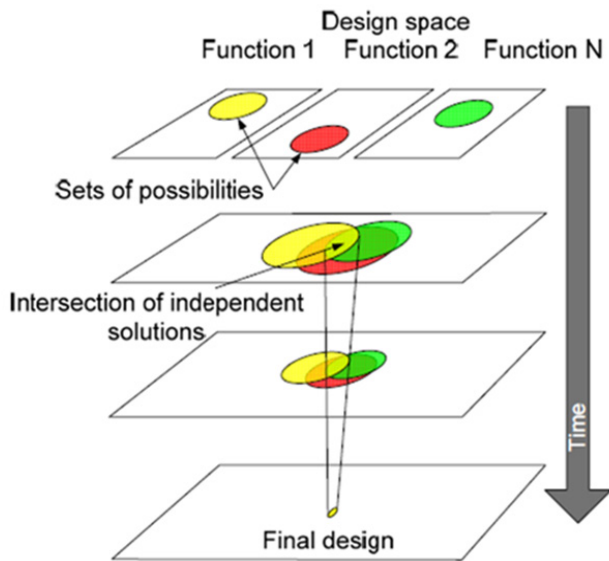 Design space
Function 1 Function 2 Function N
Sets of possibilities
Intersection of independent
solutions
Time
Final design